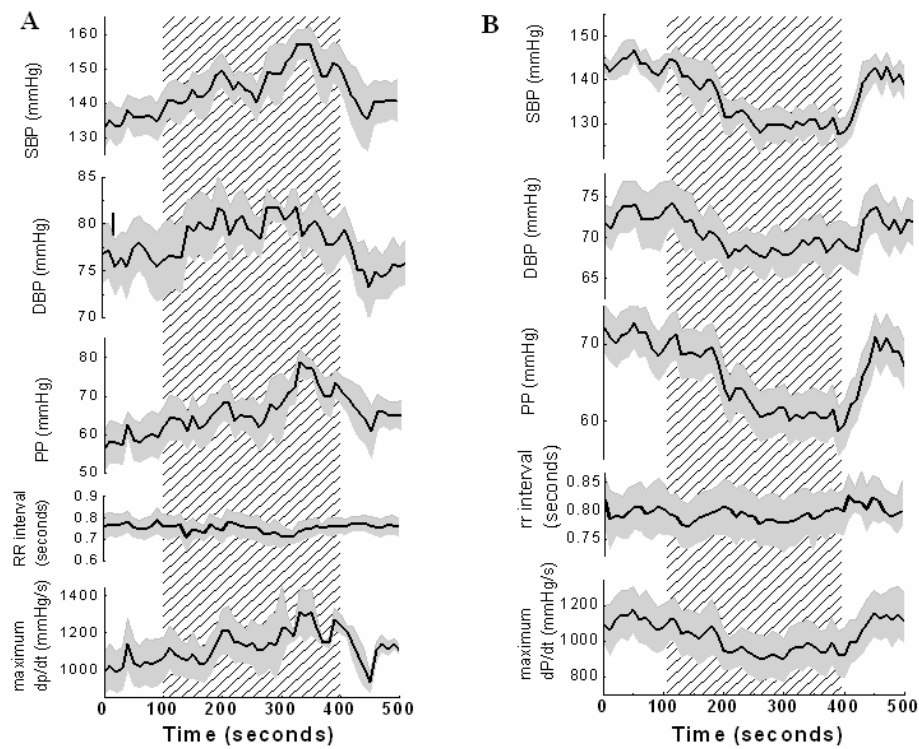 A
160
150
140
130
SBP (mmHg)
85
80
75
70
DBP (mmHg)
80
70
60
50
PP (mmHg)
0.9
0.8
0.7
0.6
RR interval
(seconds)
1400
1200
1000
maximum
dp/dt (mmHg/s)
0 100 200 300 400 500
Time (seconds)
B
150
140
130
SBP (mmHg)
75
70
65
DBP (mmHg)
70
60
PP (mmHg)
0.85
0.80
0.75
rr interval
(seconds)
1200
1000
800
maximum
dP/dt (mmHg/s)
0 100 200 300 400 500
Time (seconds)